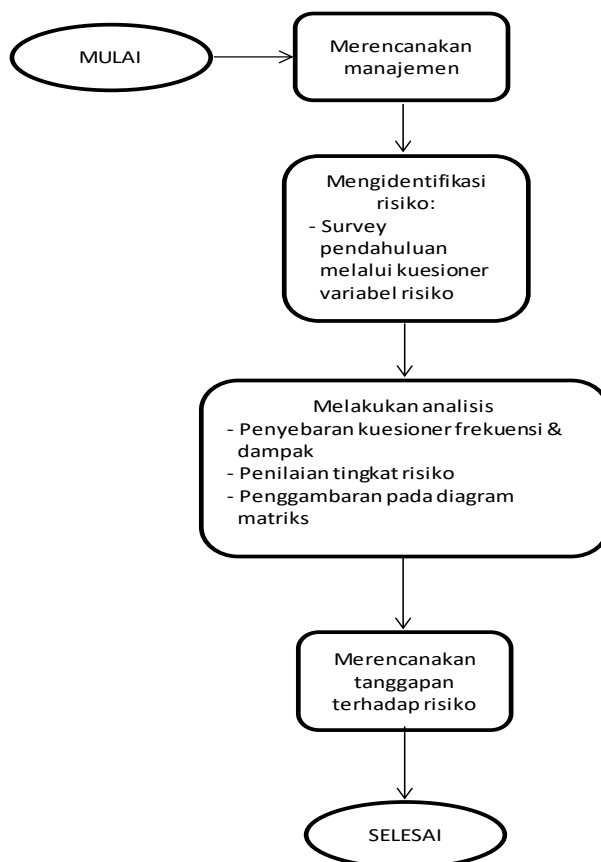 MULAI
Merencanakan
manajemen
Mengidentifikasi
risiko:
- Survey
pendahuluan
melalui kuesioner
variabel risiko
Melakukan analisis
- Penyebaran kuesioner frekuensi &
dampak
- Penilaian tingkat risiko
- Penggambaran pada diagram
matriks
Merencanakan
tanggapan
terhadap risiko
SELESAI